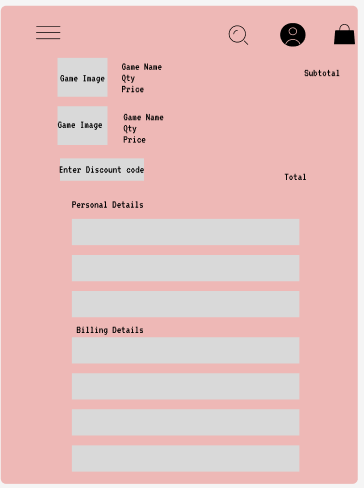 Game Image
Game Name
Qty
Price
Subtotal
Game Image
Game Name
Qty
Price
Enter Discount code
Total
Personal Details
Billing Details